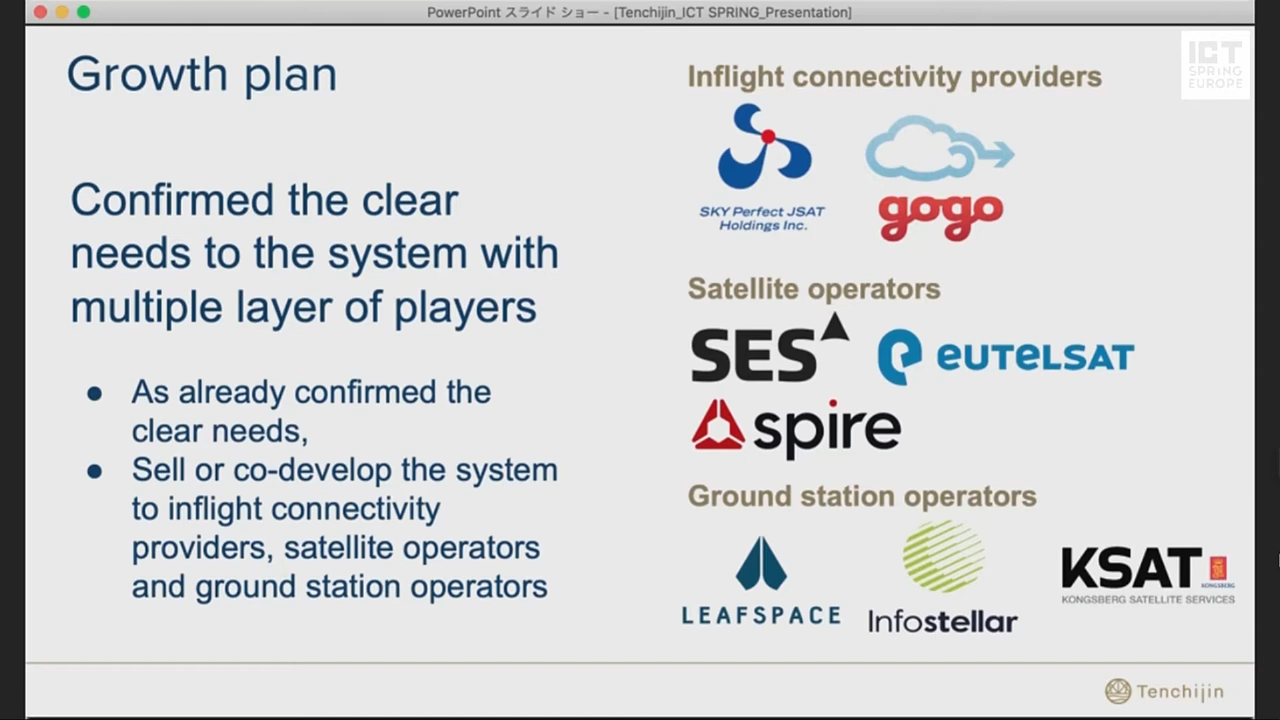 PowerPoint スライド ショー - [Tenchijin_ICT SPRING_Presentation]
ICT
SPRING
EUROPE
Growth plan
Confirmed the clear
needs to the system with
multiple layer of players
● As already confirmed the
clear needs,
● Sell or co-develop the system
to inflight connectivity
providers, satellite operators
and ground station operators
Inflight connectivity providers
SKY Perfect JSAT
Holdings Inc.
gogo
Satellite operators
SES
eutelsat
spire
Ground station operators
LEAFSPACE
Infostellar
KSAT
KONGSBERG
KONGSBERG SATELLITE SERVICES
Tenchijin